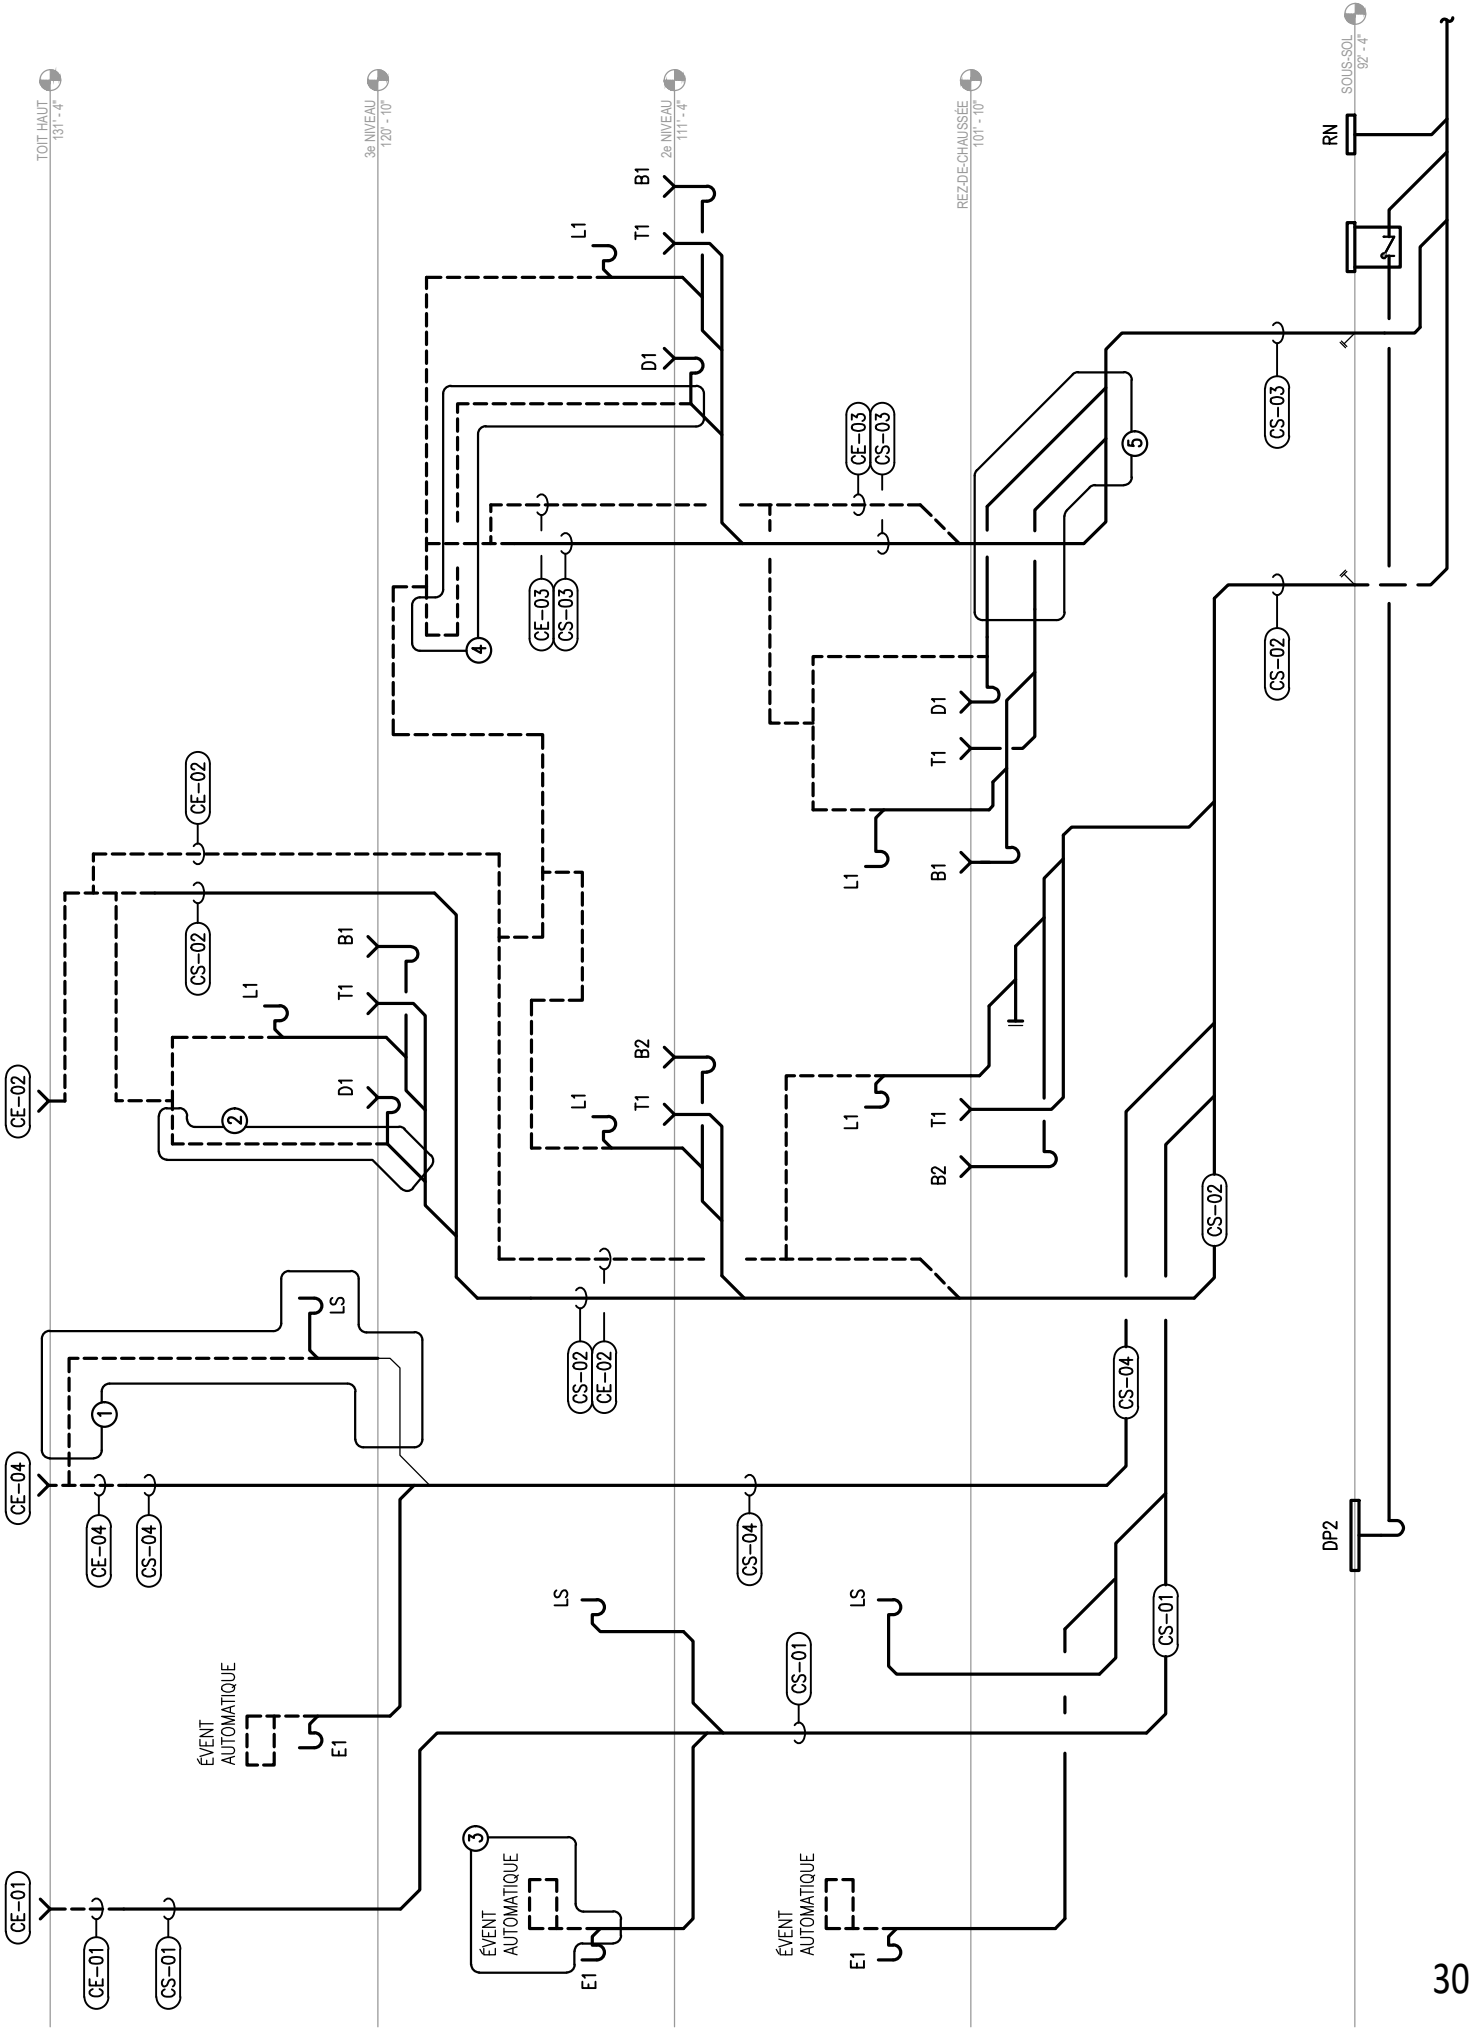 TOIT HAUT
131' - 4"
3e NIVEAU
120' - 10"
2e NIVEAU
111' - 4"
REZ-DE-CHAUSSÉE
101' - 10"
SOUS-SOL
92' - 4"
CE-01
CE-01
CS-01
CE-04
CE-04
CS-04
1
LS
ÉVENT
AUTOMATIQUE
E1
3
ÉVENT
AUTOMATIQUE
E1
LS
CS-01
CS-04
ÉVENT
AUTOMATIQUE
E1
LS
CS-01
CS-04
CE-02
CE-02
CS-02
2
L1
D1
T1
B1
CS-02
CE-02
L1
T1
B2
L1
B2
T1
CS-02
4
CE-03
CS-03
D1
L1
T1
B1
CE-03
CS-03
L1
B1
T1
D1
5
CS-02
CS-03
DP2
RN
30